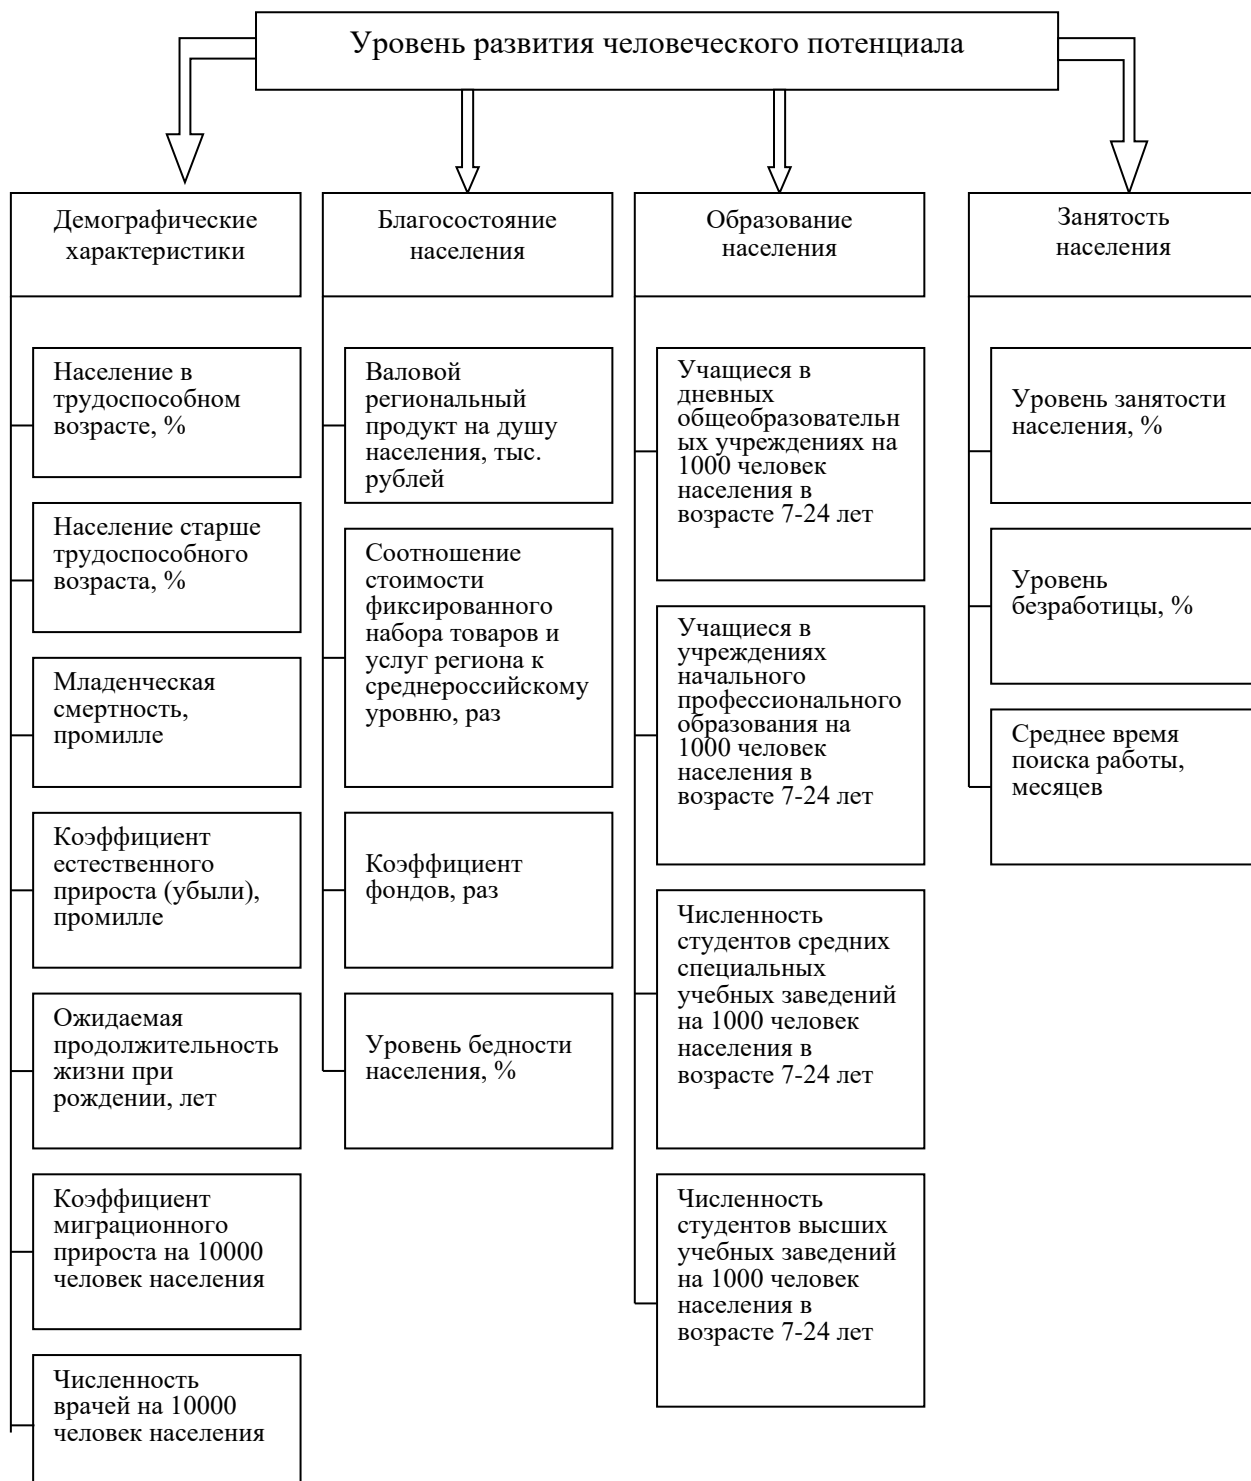 Уровень развития человеческого потенциала
Демографические
характеристики
Население в
трудоспособном
возрасте, %
Население старше
трудоспособного
возраста, %
Младенческая
смертность,
промилле
Коэффициент
естественного
прироста (убыли),
промилле
Ожидаемая
продолжительность
жизни при
рождении, лет
Коэффициент
миграционного
прироста на 10000
человек населения
Численность
врачей на 10000
человек населения
Благосостояние
населения
Валовой
региональный
продукт на душу
населения, тыс.
рублей
Соотношение
стоимости
фиксированного
набора товаров и
услуг региона к
среднероссийскому
уровню, раз
Коэффициент
фондов, раз
Уровень бедности
населения, %
Образование
населения
Учащиеся в
дневных
общеобразовательн
ых учреждениях на
1000 человек
населения в
возрасте 7-24 лет
Учащиеся в
учреждениях
начального
профессионального
образования на
1000 человек
населения в
возрасте 7-24 лет
Численность
студентов средних
специальных
учебных заведений
на 1000 человек
населения в
возрасте 7-24 лет
Численность
студентов высших
учебных заведений
на 1000 человек
населения в
возрасте 7-24 лет
Занятость
населения
Уровень занятости
населения, %
Уровень
безработицы, %
Среднее время
поиска работы,
месяцев